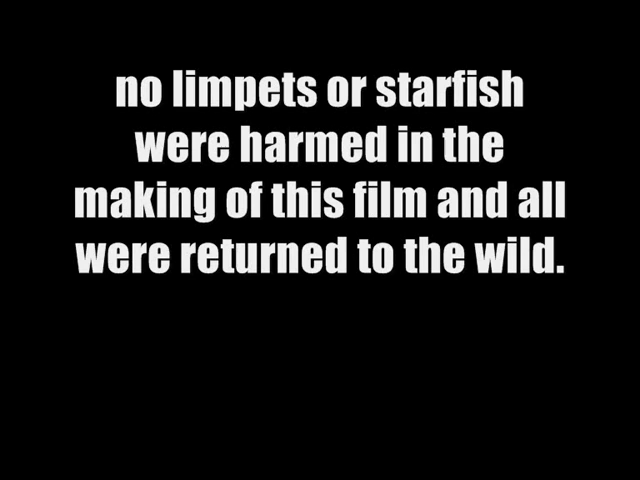 no limpets or starfish
were harmed in the
making of this film and all
were returned to the wild.